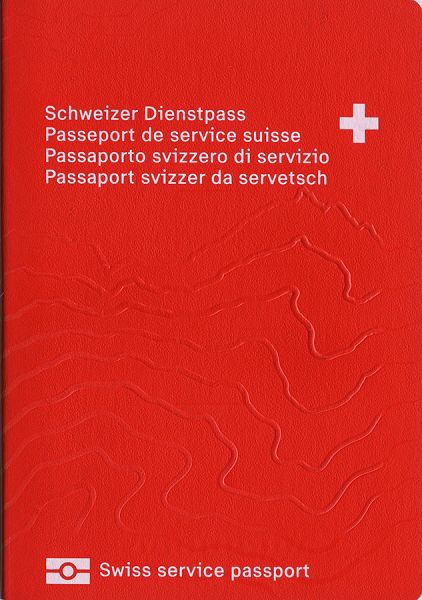 Schweizer Dienstpass
Passeport de service suisse
Passaporto svizzero di servizio
Passaport svizzer da servetsch
Swiss service passport